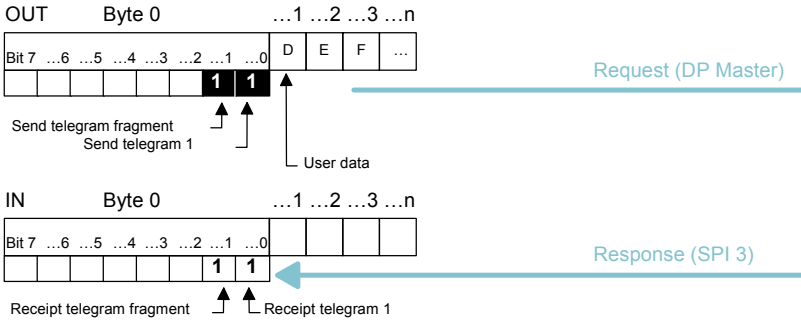 OUT Byte 0 …1 …2 …3 …n
Bit 7 …6 …5 …4 …3 …2 …1 …0 D E F …
1 1
Request (DP Master)
Send telegram fragment
Send telegram 1
User data
IN Byte 0 …1 …2 …3 …n
Bit 7 …6 …5 …4 …3 …2 …1 …0
1 1
Response (SPI 3)
Receipt telegram fragment Receipt telegram 1